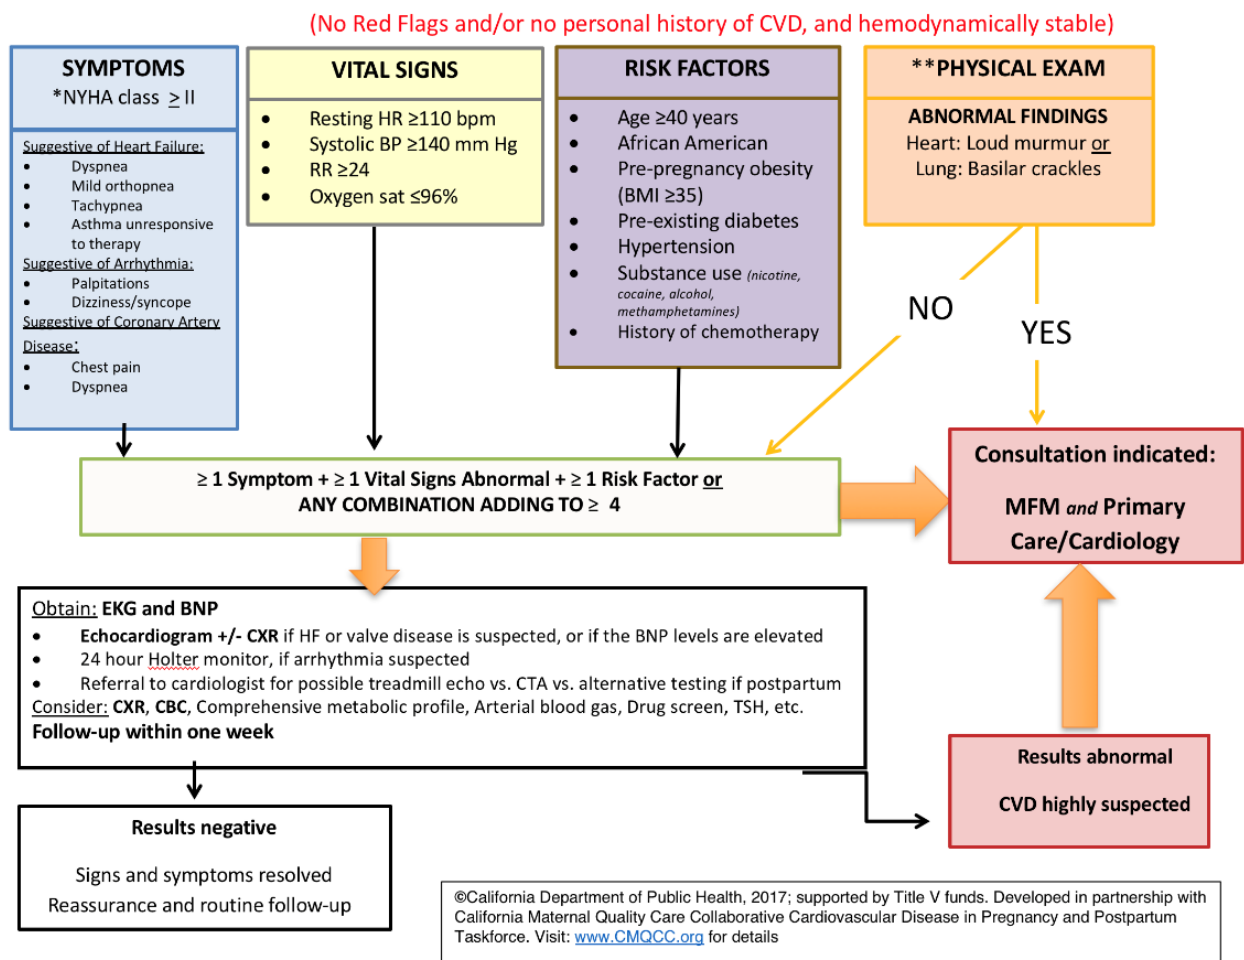 (No Red Flags and/or no personal history of CVD, and hemodynamically stable)
SYMPTOMS
*NYHA class ≥ II
Suggestive of Heart Failure:
• Dyspnea
• Mild orthopnea
• Tachypnea
• Asthma unresponsive
to therapy
Suggestive of Arrhythmia:
• Palpitations
• Dizziness/syncope
Suggestive of Coronary Artery
Disease:
• Chest pain
• Dyspnea
VITAL SIGNS
• Resting HR ≥110 bpm
• Systolic BP ≥140 mm Hg
• RR ≥24
• Oxygen sat ≤96%
RISK FACTORS
• Age ≥40 years
• African American
• Pre-pregnancy obesity
(BMI ≥35)
• Pre-existing diabetes
• Hypertension
• Substance use (nicotine,
cocaine, alcohol,
methamphetamines)
• History of chemotherapy
**PHYSICAL EXAM
ABNORMAL FINDINGS
Heart: Loud murmur or
Lung: Basilar crackles
NO
YES
≥ 1 Symptom + ≥ 1 Vital Signs Abnormal + ≥ 1 Risk Factor or
ANY COMBINATION ADDING TO ≥ 4
Consultation indicated:
MFM and Primary
Care/Cardiology
Obtain: EKG and BNP
• Echocardiogram +/- CXR if HF or valve disease is suspected, or if the BNP levels are elevated
• 24 hour Holter monitor, if arrhythmia suspected
• Referral to cardiologist for possible treadmill echo vs. CTA vs. alternative testing if postpartum
Consider: CXR, CBC, Comprehensive metabolic profile, Arterial blood gas, Drug screen, TSH, etc.
Follow-up within one week
Results abnormal
CVD highly suspected
Results negative
Signs and symptoms resolved
Reassurance and routine follow-up
©California Department of Public Health, 2017; supported by Title V funds. Developed in partnership with
California Maternal Quality Care Collaborative Cardiovascular Disease in Pregnancy and Postpartum
Taskforce. Visit: www.CMQCC.org for details